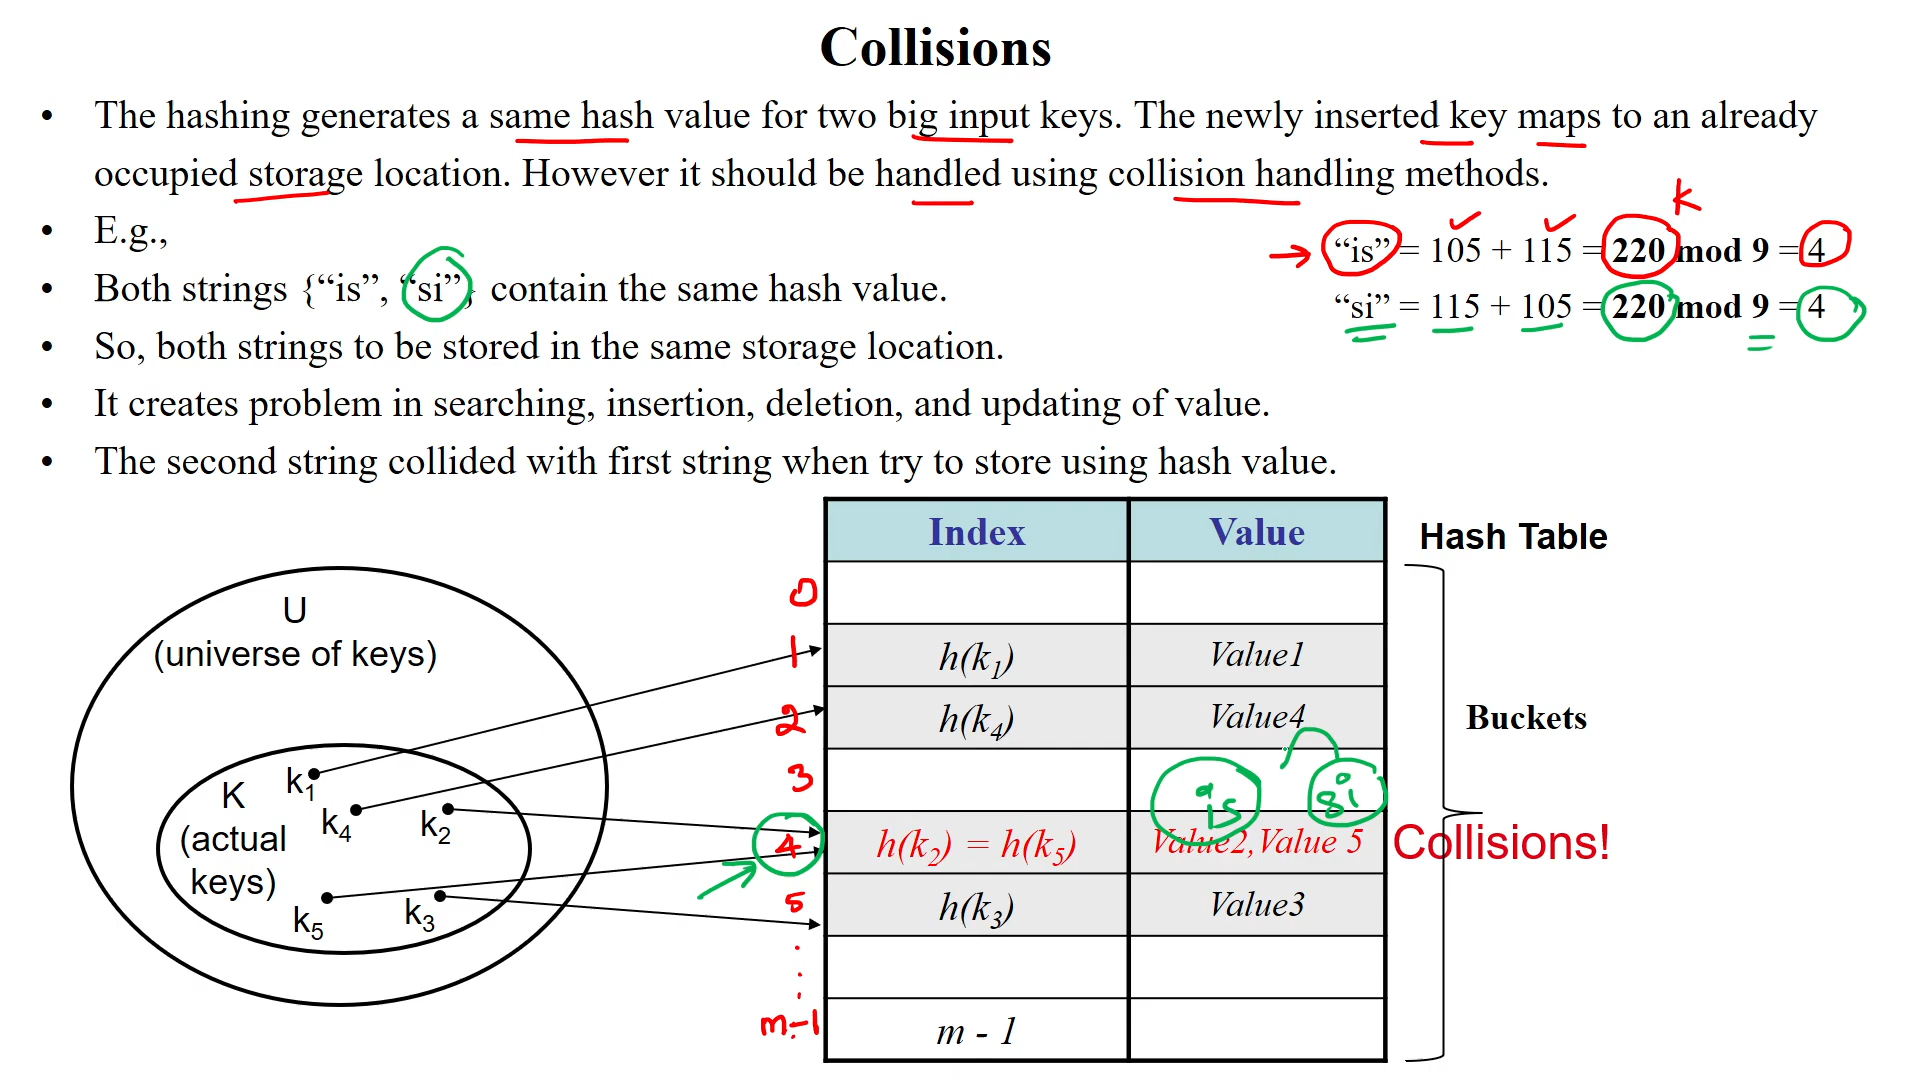 Collisions
• The hashing generates a same hash value for two big input keys. The newly inserted key maps to an already
occupied storage location. However it should be handled using collision handling methods.
K
• E.g.,
“is” = 105 + 115 = 220 mod 9 = 4
• Both strings {“is”, “si”} contain the same hash value.
“si” = 115 + 105 = 220 mod 9 = 4
• So, both strings to be stored in the same storage location.
• It creates problem in searching, insertion, deletion, and updating of value.
• The second string collided with first string when try to store using hash value.
Index Value
Hash Table
U
(universe of keys)
K
(actual
keys)
k1
k4
k2
k5
k3
0
1 h(k1) Value1
2 h(k4) Value4
Buckets
3 is si
4 h(k2) = h(k5) Value2,Value 5 Collisions!
5 h(k3) Value3
m-1 m - 1